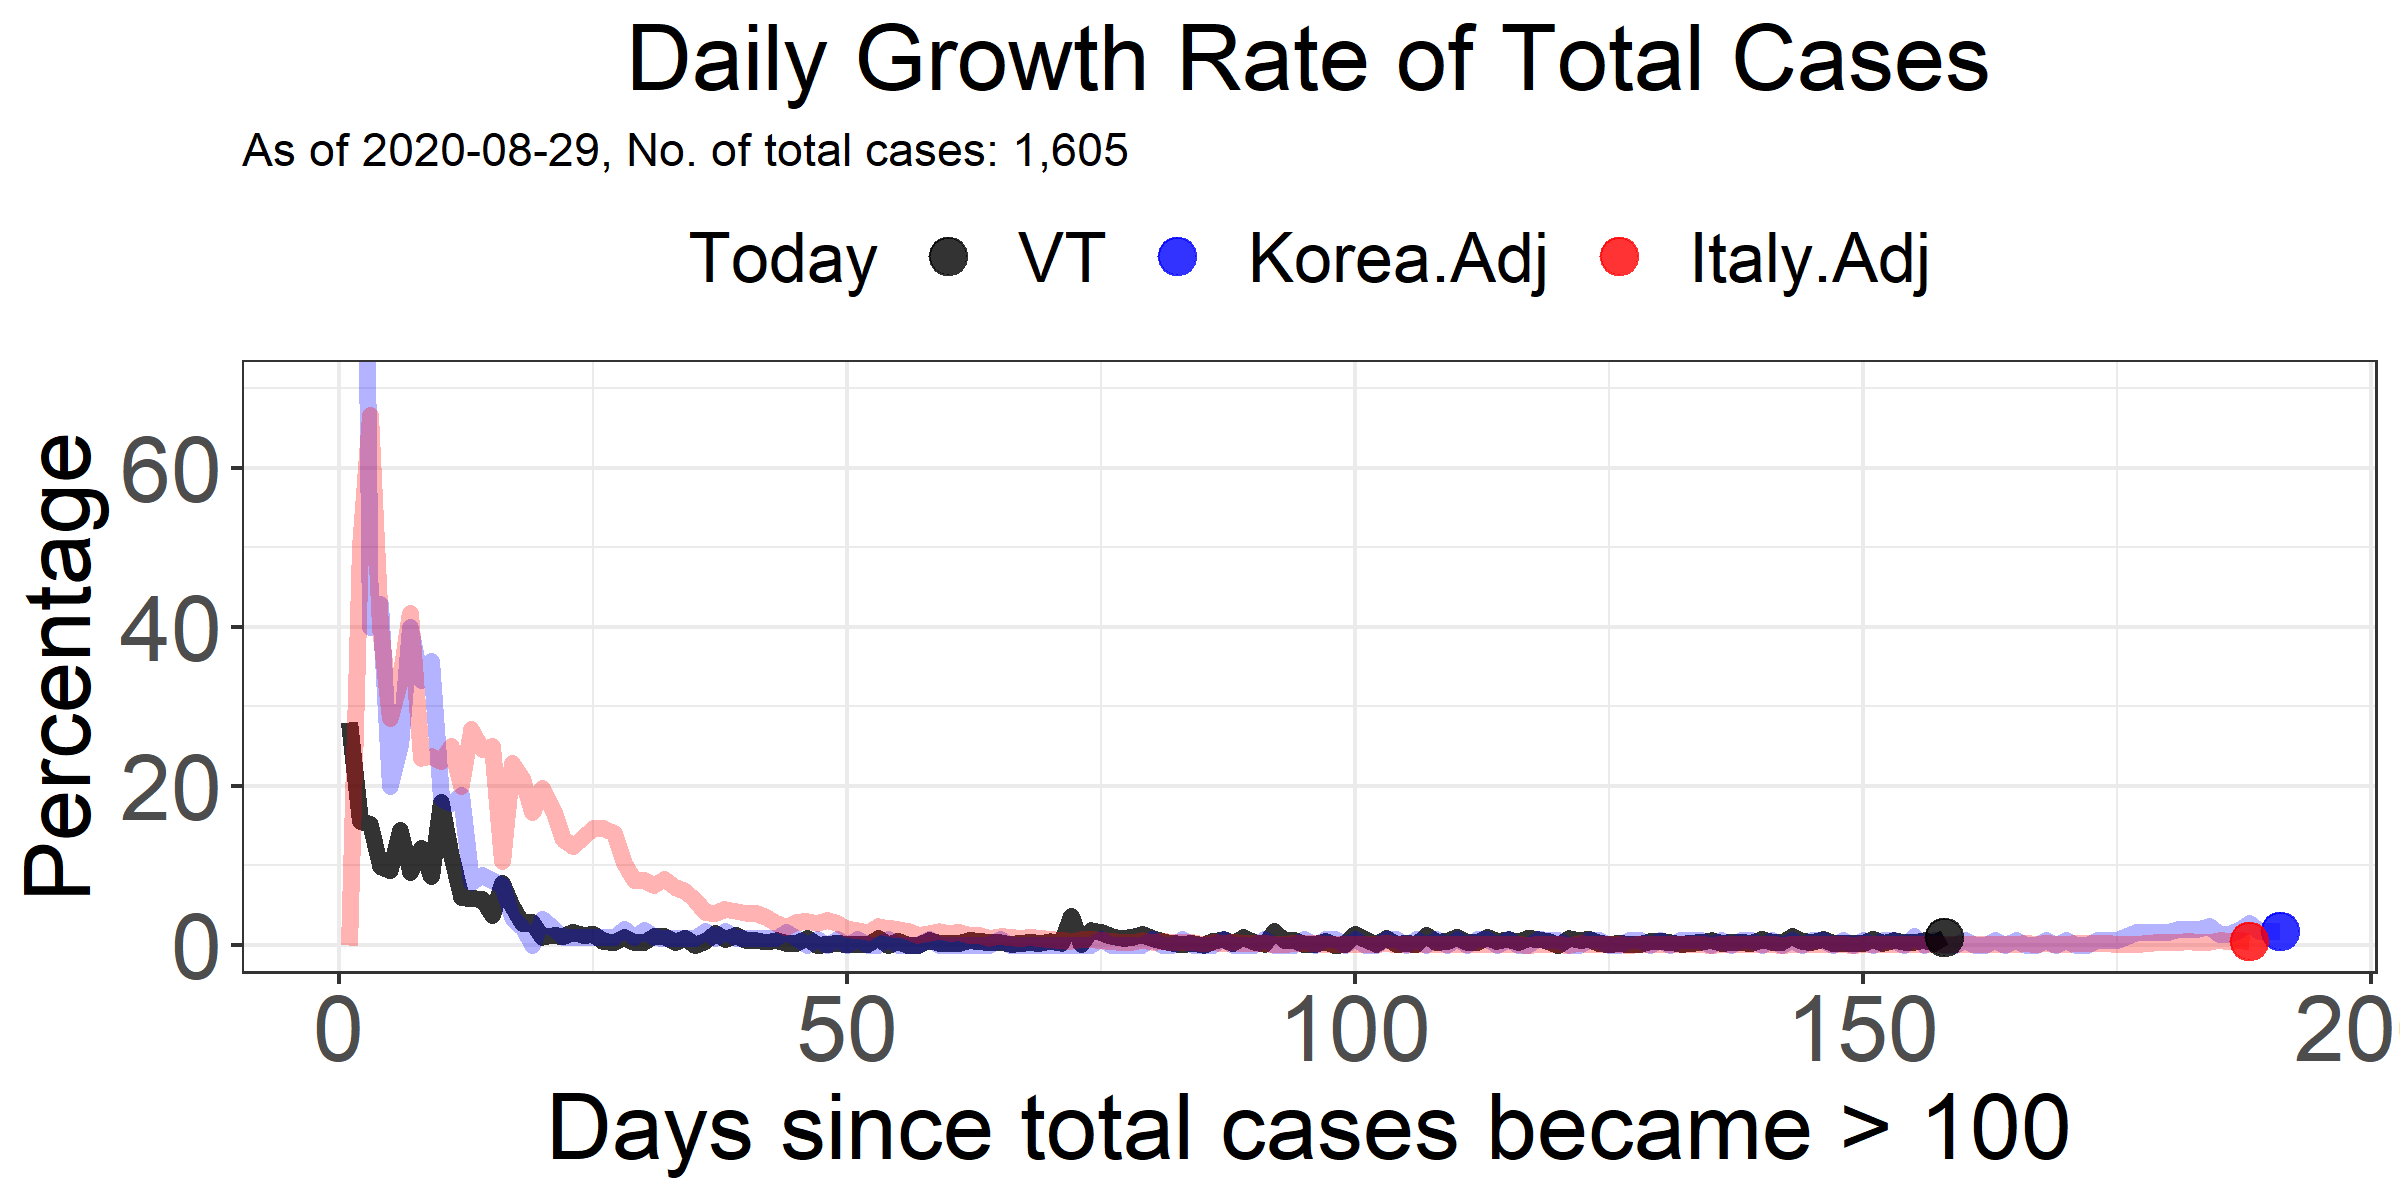 Daily Growth Rate of Total Cases
As of 2020-08-29, No. of total cases: 1,605
Today VT Korea.Adj Italy.Adj
Percentage
60
40
20
0
0 50 100 150 20
Days since total cases became > 100